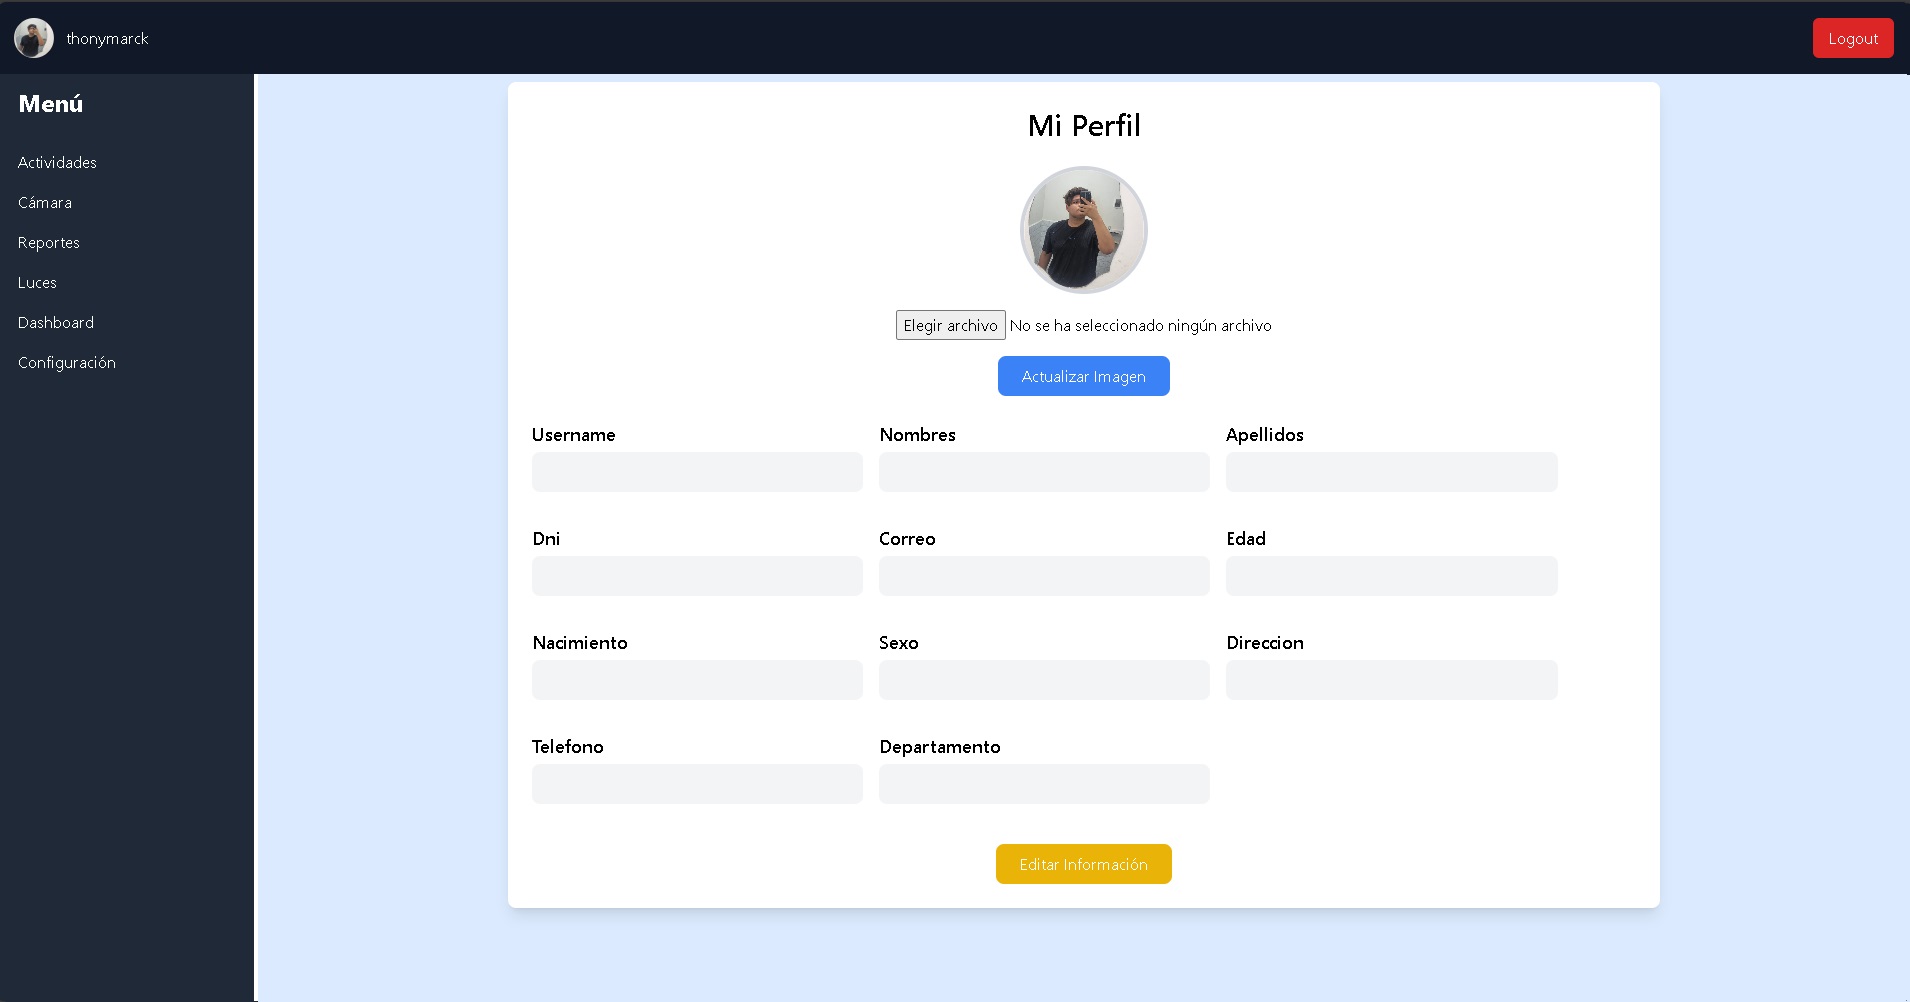 thonymarck
Logout
Menú
Actividades
Cámara
Reportes
Luces
Dashboard
Configuración
Mi Perfil
Elegir archivo No se ha seleccionado ningún archivo
Actualizar Imagen
Username Nombres Apellidos
Dni Correo Edad
Nacimiento Sexo Direccion
Telefono Departamento
Editar Información